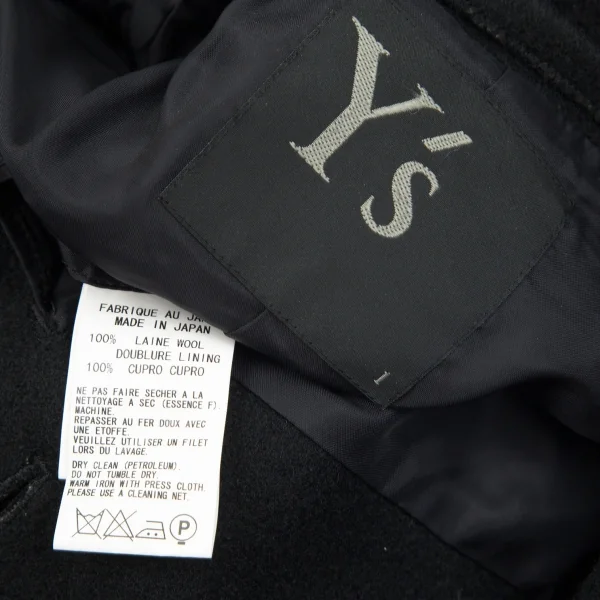 Y's
1
FABRIQUE AU
MADE IN JAPAN
100% LAINE WOOL
DOUBLURE LINING
100% CUPRO CUPRO
NE PAS FAIRE SECHER A LA
NETTOYAGE A SEC (ESSENCE F).
MACHINE.
REPASSER AU FER DOUX AVEC
UNE ETOFFE.
VEUILLEZ UTILISER UN FILET
LORS DU LAVAGE.
DRY CLEAN (PETROLEUM).
DO NOT TUMBLE DRY.
WARM IRON WITH PRESS CLOTH
PLEASE USE A CLEANING NET.
P